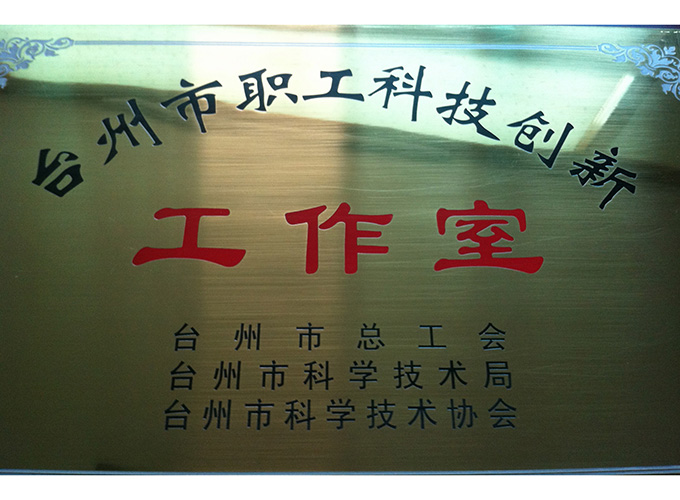 台州市职工科技创新
工作室
台州市总工会
台州市科学技术局
台州市科学技术协会